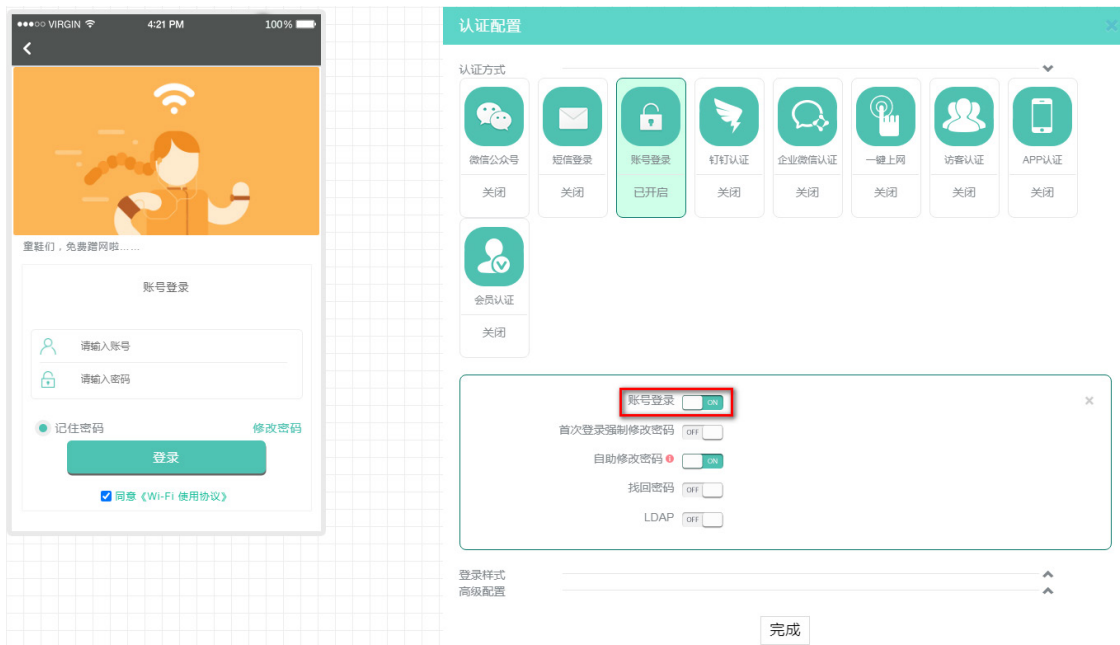 ●●●○○ VIRGIN 4:21 PM 100%
童鞋们，免费蹭网啦……
账号登录
请输入账号
请输入密码
记住密码 修改密码
登录
同意《Wi-Fi 使用协议》
认证配置
认证方式
微信公众号 短信登录 账号登录 钉钉认证 企业微信认证 一键上网 访客认证 APP认证
关闭 关闭 已开启 关闭 关闭 关闭 关闭 关闭
会员认证
关闭
账号登录 ON
首次登录强制修改密码 OFF
自助修改密码 ON
找回密码 OFF
LDAP OFF
登录样式
高级配置
完成